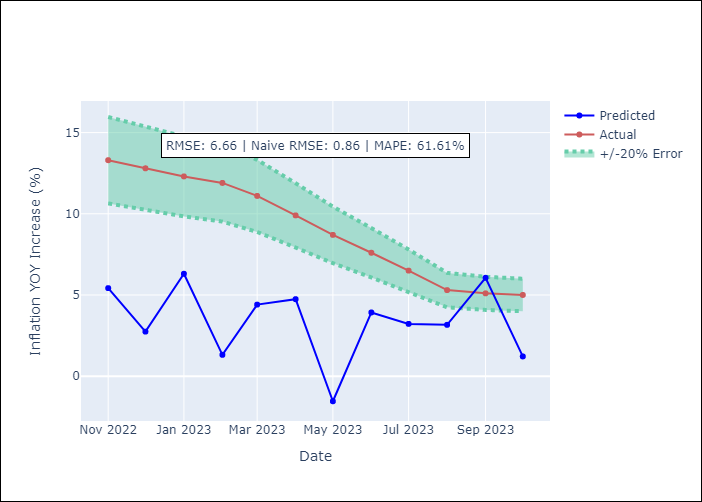 RMSE: 6.66 | Naive RMSE: 0.86 | MAPE: 61.61%
Predicted
Actual
+/-20% Error
Inflation YOY Increase (%)
15
10
5
0
Nov 2022
Jan 2023
Mar 2023
May 2023
Jul 2023
Sep 2023
Date